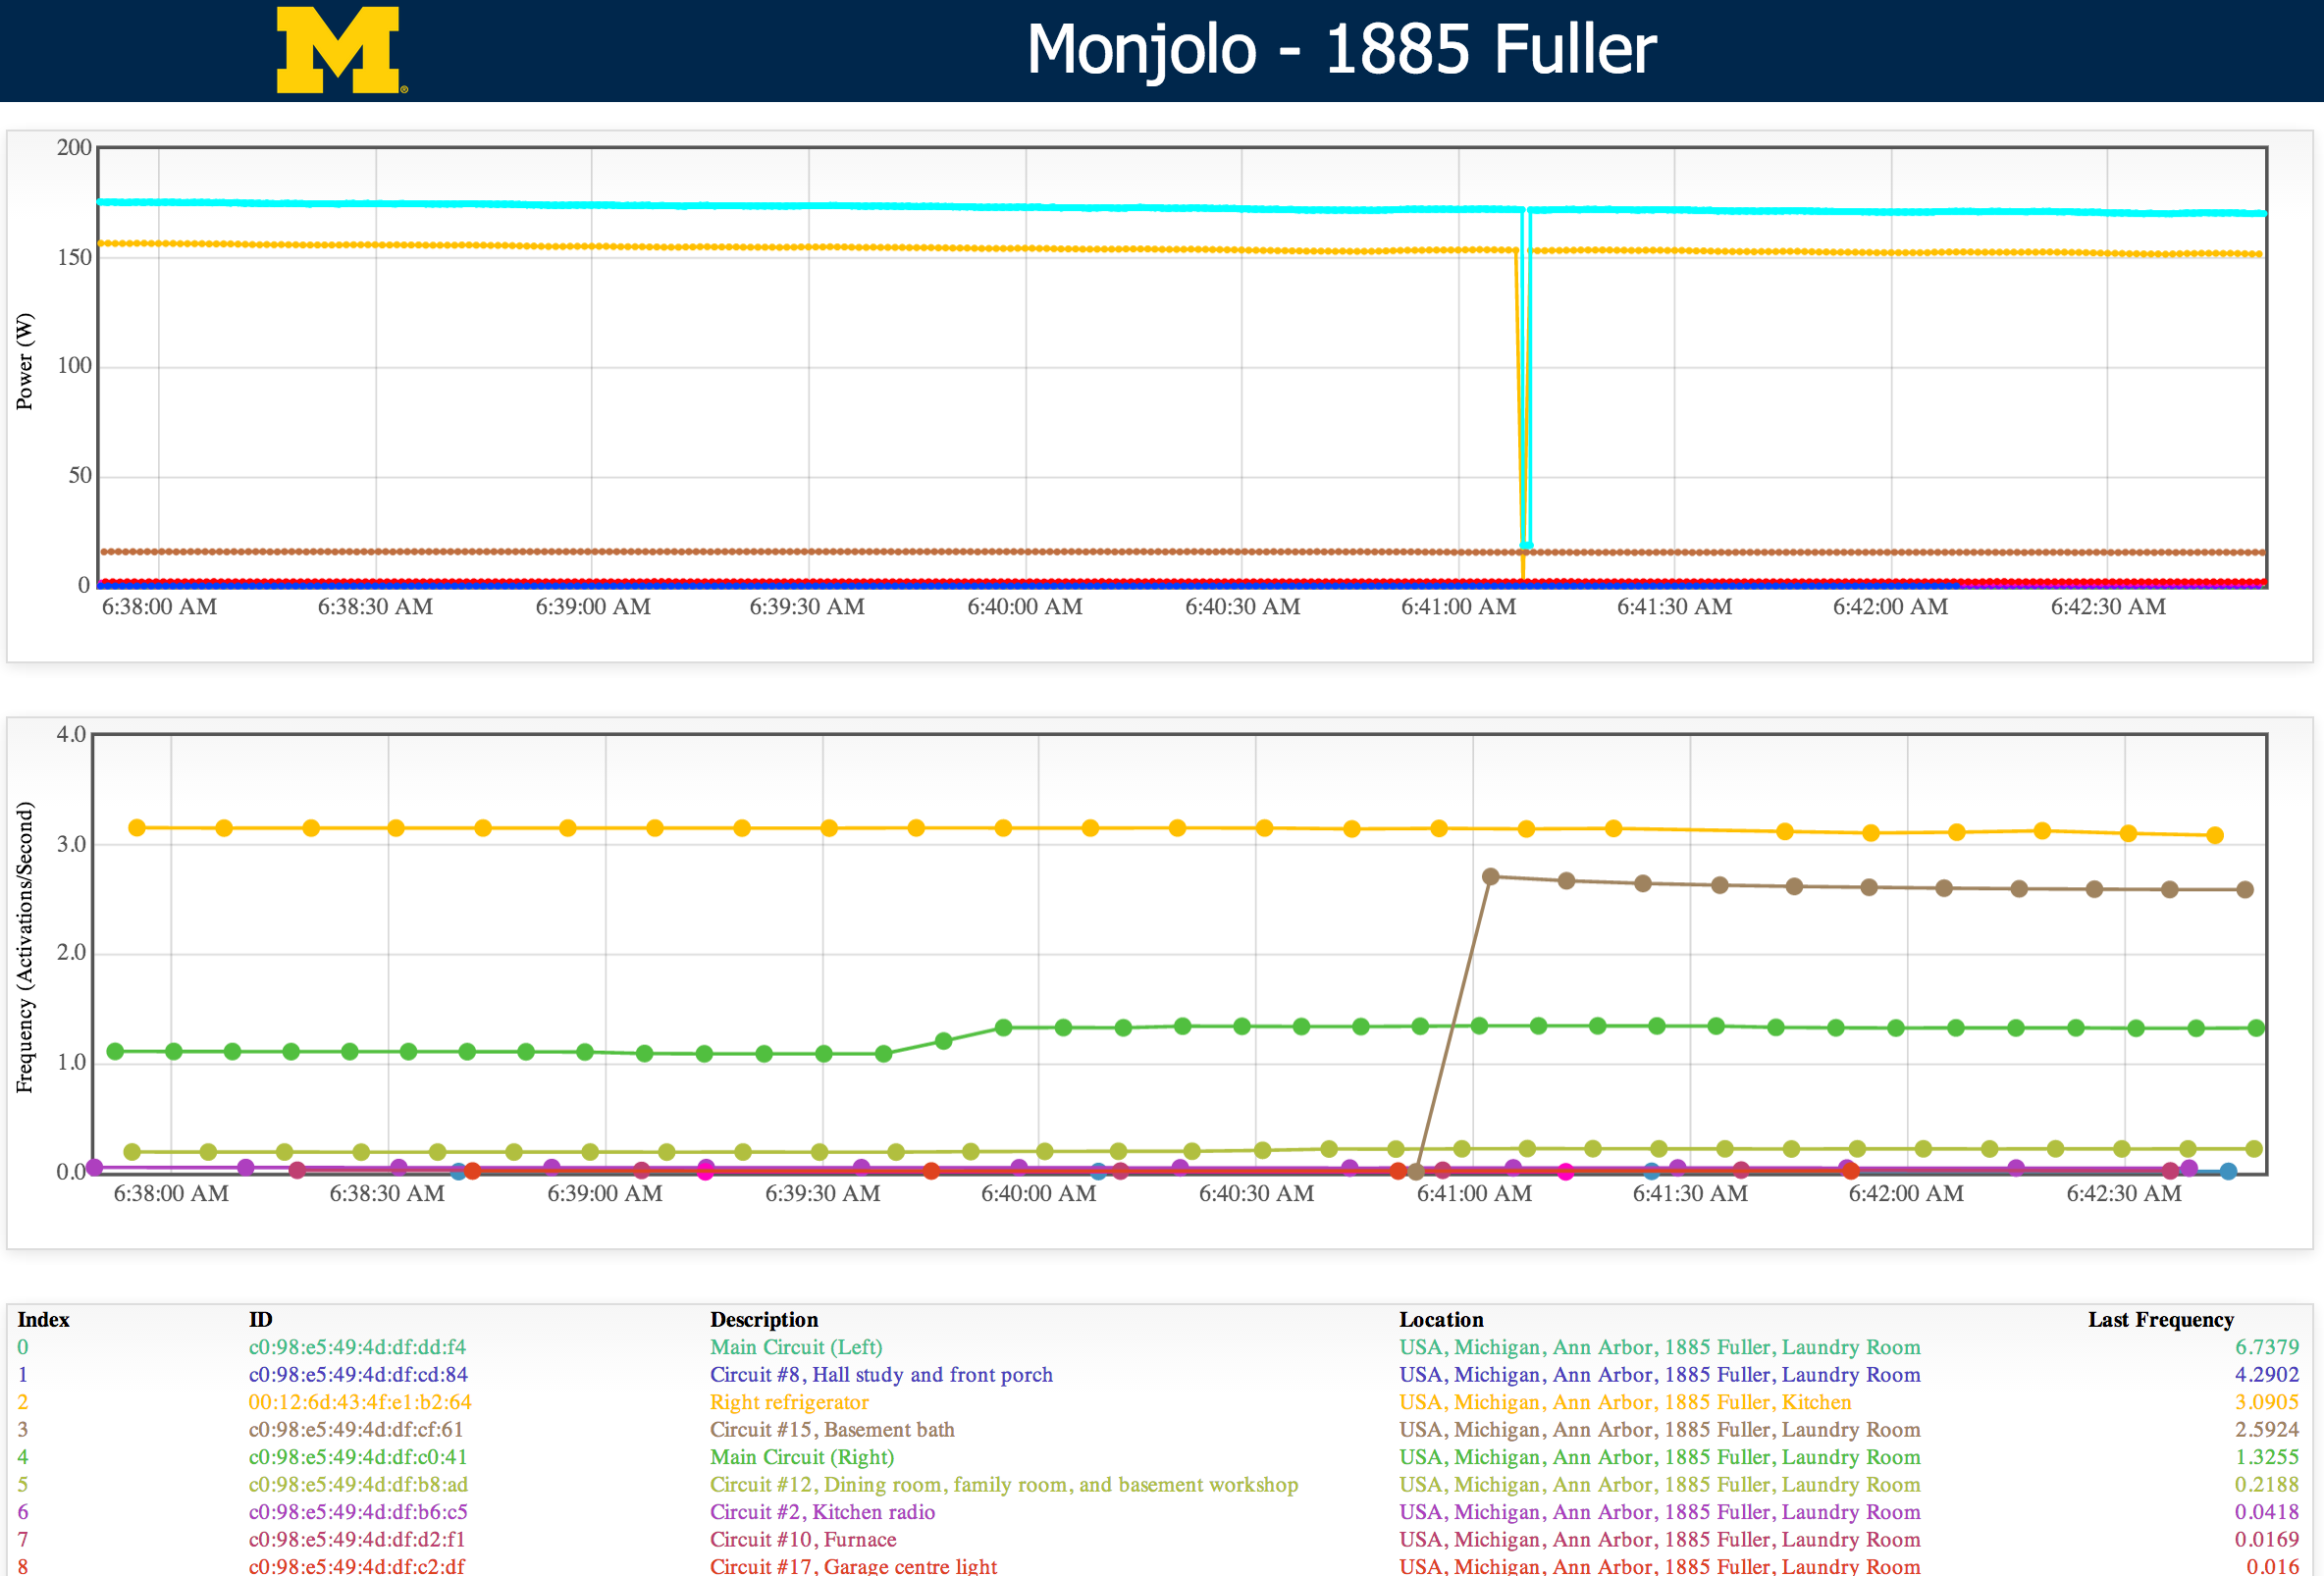 M®
Monjolo - 1885 Fuller
Power (W)
200
150
100
50
0
6:38:00 AM 6:38:30 AM 6:39:00 AM 6:39:30 AM 6:40:00 AM 6:40:30 AM 6:41:00 AM 6:41:30 AM 6:42:00 AM 6:42:30 AM
Frequency (Activations/Second)
4.0
3.0
2.0
1.0
0.0
6:38:00 AM 6:38:30 AM 6:39:00 AM 6:39:30 AM 6:40:00 AM 6:40:30 AM 6:41:00 AM 6:41:30 AM 6:42:00 AM 6:42:30 AM
Index ID Description Location Last Frequency
0 c0:98:e5:49:4d:df:dd:f4 Main Circuit (Left) USA, Michigan, Ann Arbor, 1885 Fuller, Laundry Room 6.7379
1 c0:98:e5:49:4d:df:cd:84 Circuit #8, Hall study and front porch USA, Michigan, Ann Arbor, 1885 Fuller, Laundry Room 4.2902
2 00:12:6d:43:4f:e1:b2:64 Right refrigerator USA, Michigan, Ann Arbor, 1885 Fuller, Kitchen 3.0905
3 c0:98:e5:49:4d:df:cf:61 Circuit #15, Basement bath USA, Michigan, Ann Arbor, 1885 Fuller, Laundry Room 2.5924
4 c0:98:e5:49:4d:df:c0:41 Main Circuit (Right) USA, Michigan, Ann Arbor, 1885 Fuller, Laundry Room 1.3255
5 c0:98:e5:49:4d:df:b8:ad Circuit #12, Dining room, family room, and basement workshop USA, Michigan, Ann Arbor, 1885 Fuller, Laundry Room 0.2188
6 c0:98:e5:49:4d:df:b6:c5 Circuit #2, Kitchen radio USA, Michigan, Ann Arbor, 1885 Fuller, Laundry Room 0.0418
7 c0:98:e5:49:4d:df:d2:f1 Circuit #10, Furnace USA, Michigan, Ann Arbor, 1885 Fuller, Laundry Room 0.0169
8 c0:98:e5:49:4d:df:c2:df Circuit #17, Garage centre light USA, Michigan, Ann Arbor, 1885 Fuller, Laundry Room 0.016